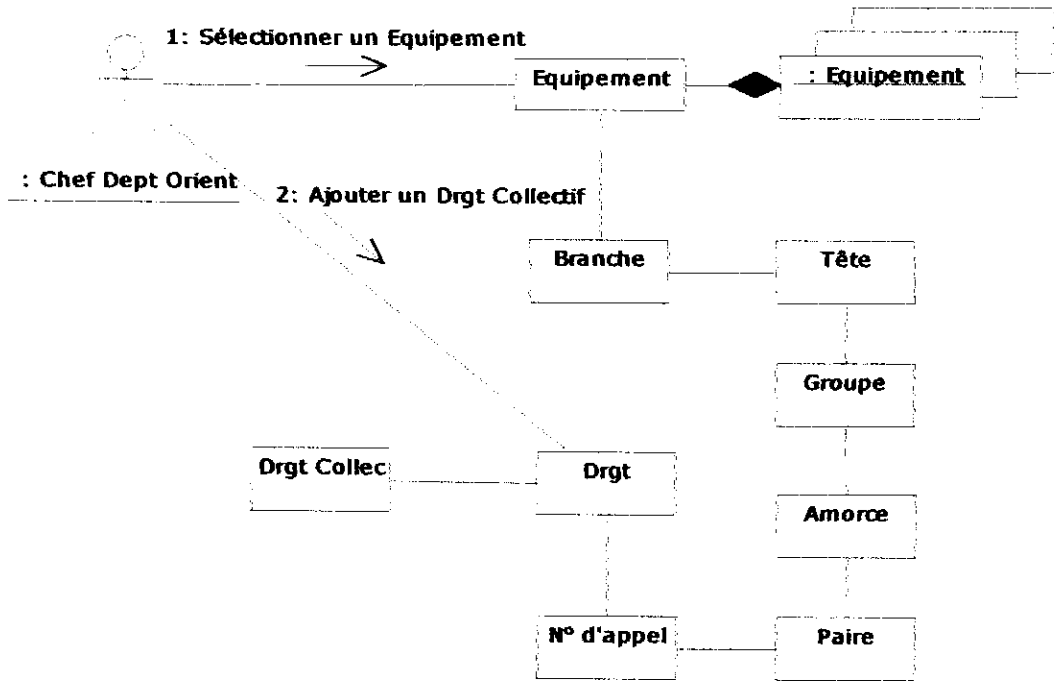 1: Sélectionner un Equipement
Equipement
: Equipement
: Chef Dept Orient
2: Ajouter un Drgt Collectif
Branche
Tête
Groupe
Drgt Collec
Drgt
Amorce
Nº d'appel
Paire